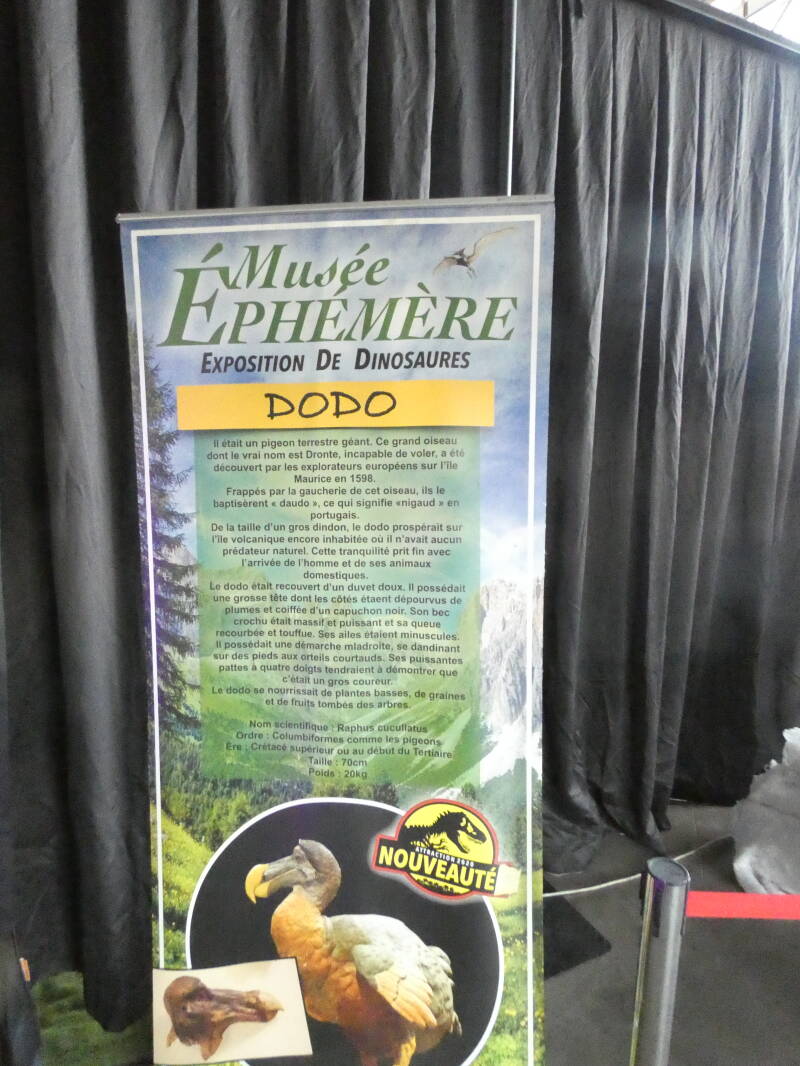 Musée
ÉPHÉMÈRE
EXPOSITION DE DINOSAURES
DODO
Il était un pigeon terrestre géant. Ce grand oiseau
dont le vrai nom est Dronte, incapable de voler, a été
découvert par les explorateurs européens sur l'île
Maurice en 1598.
Frappés par la gaucherie de cet oiseau, ils le
baptisèrent « daudo », ce qui signifie «nigaud » en
portugais.
De la taille d'un gros dindon, le dodo prospérait sur
l'île volcanique encore inhabitée où il n'avait aucun
prédateur naturel. Cette tranquilité prit fin avec
l'arrivée de l'homme et de ses animaux
domestiques.
Le dodo était recouvert d'un duvet doux. Il possédait
une grosse tête dont les côtés étaent dépourvus de
plumes et coiffée d'un capuchon noir. Son bec
crochu était massif et puissant et sa queue
recourbée et touffue. Ses ailes étaient minuscules.
Il possédait une démarche mladroite, se dandinant
sur des pieds aux orteils courtauds. Ses puissantes
pattes à quatre doigts tendraient à démontrer que
c'était un gros coureur.
Le dodo se nourrissait de plantes basses, de graines
et de fruits tombés des arbres.
Nom scientifique : Raphus cucullatus
Ordre : Columbiformes comme les pigeons
Ère : Crétacé supérieur ou au début du Tertiaire
Taille : 70cm
Poids : 20kg
ATTRACTION 2020
NOUVEAUTÉ